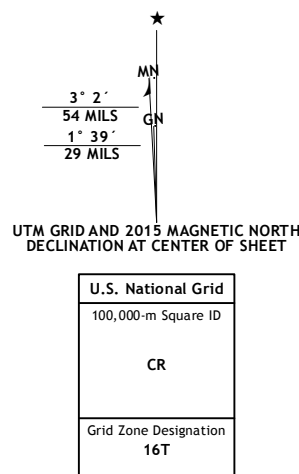 MN
3° 2´
54 MILS
GN
1° 39´
29 MILS
UTM GRID AND 2015 MAGNETIC NORTH
DECLINATION AT CENTER OF SHEET
U.S. National Grid
100,000-m Square ID
CR
Grid Zone Designation
16T